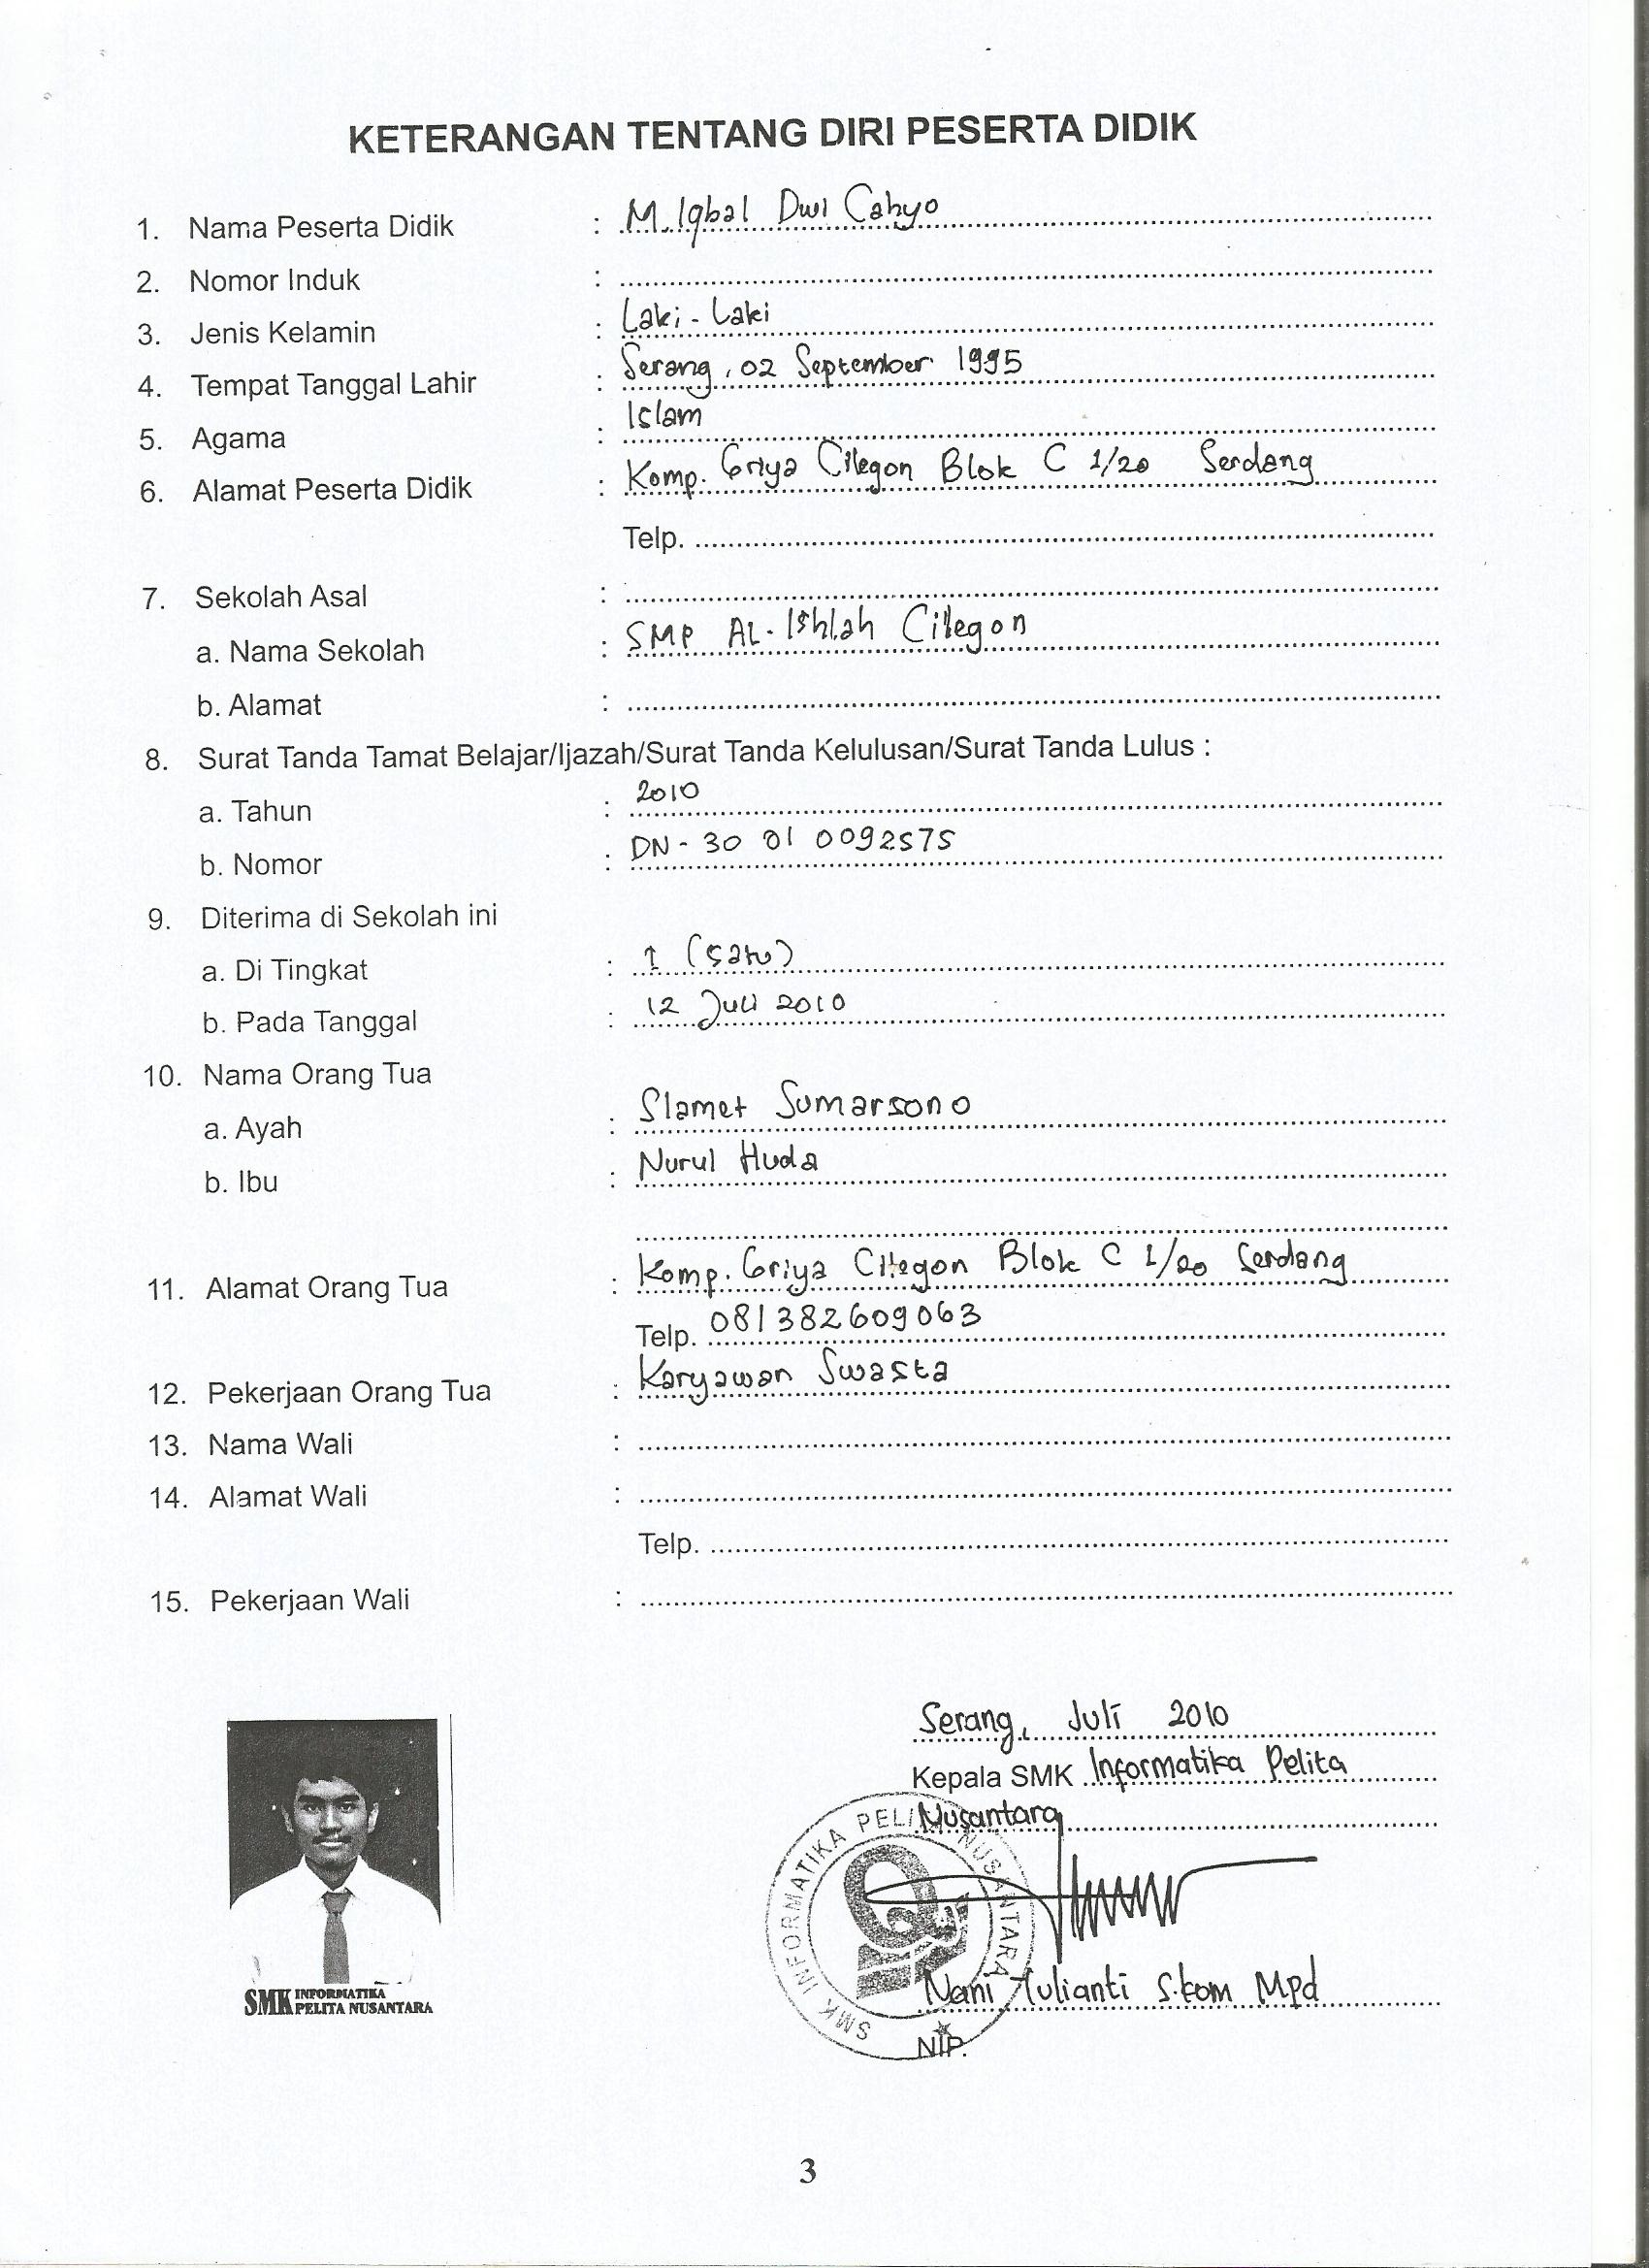 KETERANGAN TENTANG DIRI PESERTA DIDIK
1. Nama Peserta Didik : M. Iqbal Dwi Cahyo
2. Nomor Induk :
3. Jenis Kelamin : Laki-Laki
4. Tempat Tanggal Lahir : Serang, 02 September 1995
5. Agama : Islam
6. Alamat Peserta Didik : Komp. Griya Cilegon Blok C 1/20 Serdang
Telp.
7. Sekolah Asal :
a. Nama Sekolah : SMP AL-Ishlah Cilegon
b. Alamat :
8. Surat Tanda Tamat Belajar/Ijazah/Surat Tanda Kelulusan/Surat Tanda Lulus :
a. Tahun : 2010
b. Nomor : DN-30 01 0092575
9. Diterima di Sekolah ini
a. Di Tingkat : 1 (satu)
b. Pada Tanggal : 12 Juli 2010
10. Nama Orang Tua
a. Ayah : Slamet Sumarsono
b. Ibu : Nurul Huda
11. Alamat Orang Tua : Komp. Griya Cilegon Blok C 1/20 Serdang
Telp. 081382609063
12. Pekerjaan Orang Tua : Karyawan Swasta
13. Nama Wali :
14. Alamat Wali :
Telp.
15. Pekerjaan Wali :
Serang, Juli 2010
Kepala SMK Informatika Pelita
Nusantara
SMK INFORMATIKA PELITA NUSANTARA
Nani Yulianti S.kom Mpd
NIP.
SMK INFORMATIKA
PELITA NUSANTARA
3